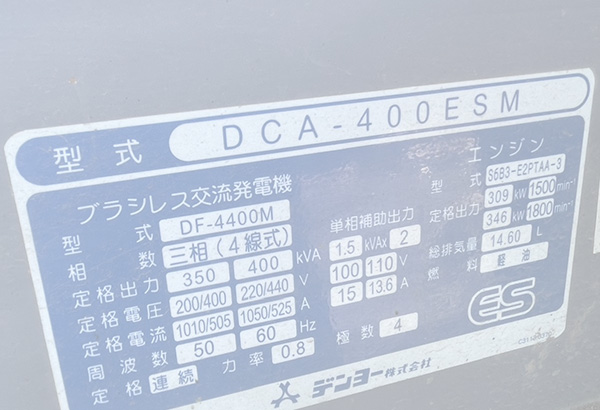 型式 DCA-400ESM
ブラシレス交流発電機
型式 DF-4400M
相数 三相(4線式)
定格出力 350 400 kVA
定格電圧 200/400 220/440 V
定格電流 1010/505 1050/525 A
周波数 50 60 Hz
定格 連続 力率 0.8
単相補助出力
1.5 kVAx 2
100 110 V
15 13.6 A
極数 4
エンジン
型式 S6B3-E2PTAA-3
定格出力 309 kW 1500 min⁻¹
346 kW 1800 min⁻¹
総排気量 14.60 L
燃料 軽油
ES
デンヨー株式会社